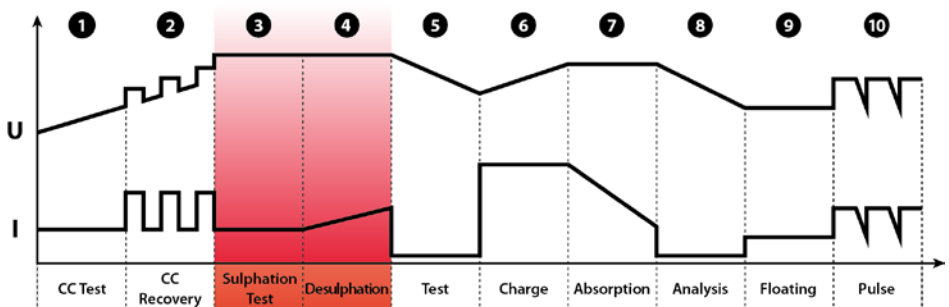 1 2 3 4 5 6 7 8 9 10
U
I
CC Test
CC
Recovery
Sulphation
Test
Desulphation
Test
Charge
Absorption
Analysis
Floating
Pulse